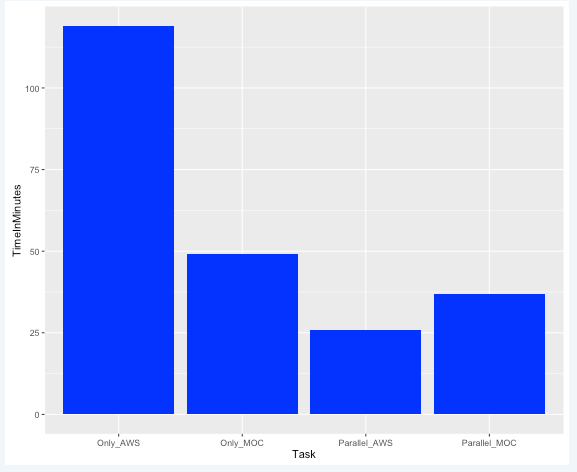 TimeInMinutes
100
75
50
25
0
Only_AWS
Only_MOC
Parallel_AWS
Parallel_MOC
Task